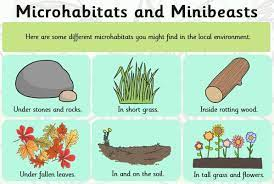 Microhabitats and Minibeasts
Here are some different microhabitats you might find in the local environment.
Under stones and rocks.
In short grass.
Inside rotting wood.
Under fallen leaves.
In and on the soil.
In tall grass and flowers.